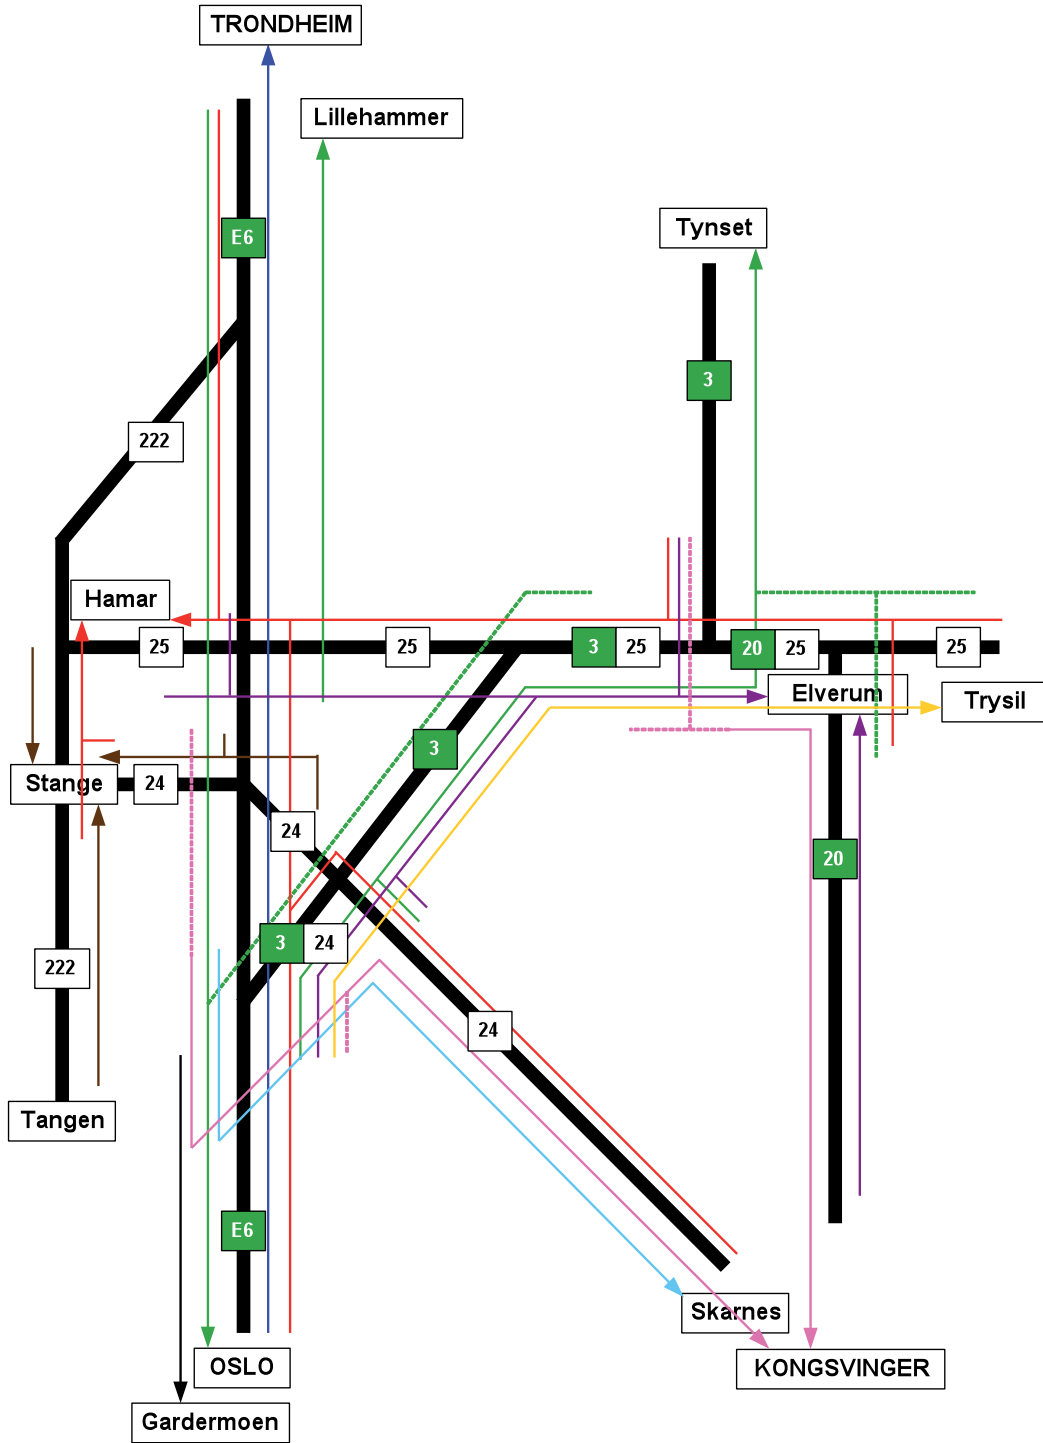 TRONDHEIM
Lillehammer
Tynset
E6
3
222
Hamar
25
25
3 25
20 25
25
Elverum
Trysil
3
Stange
24
24
20
3 24
222
24
Tangen
E6
Skarnes
OSLO
KONGSVINGER
Gardermoen